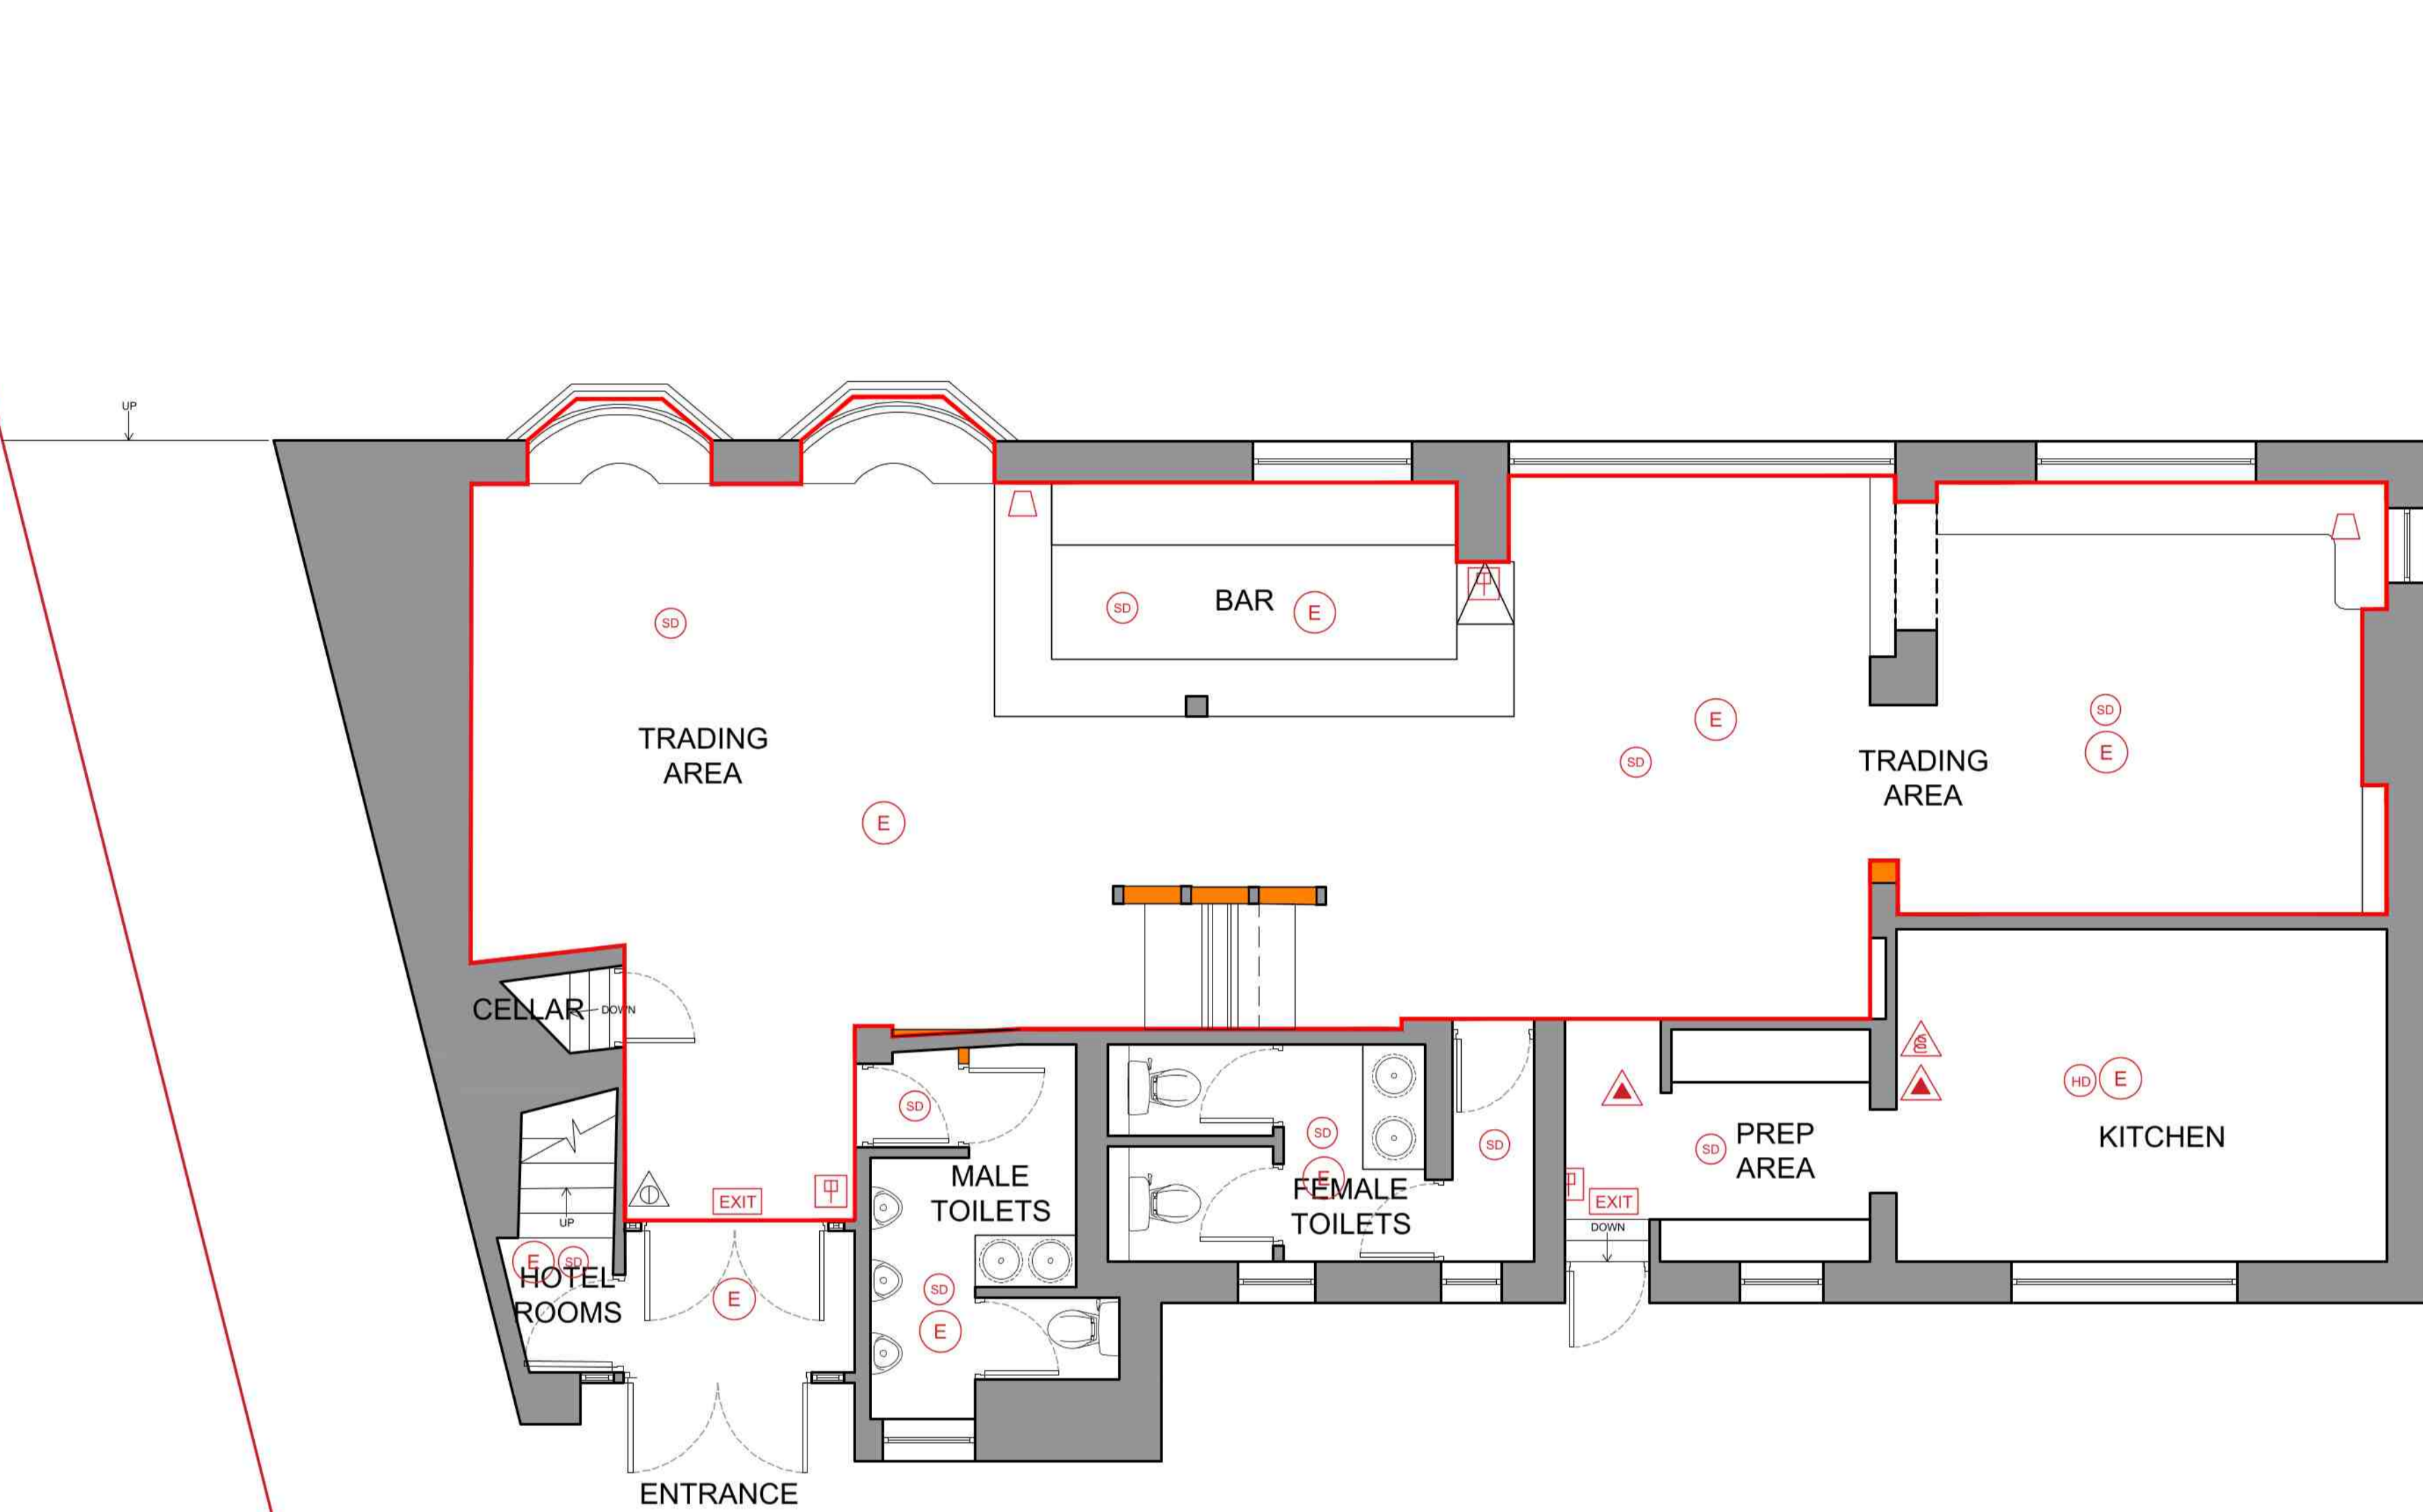 UP
SD
BAR
E
SD
E
SD
E
SD
E
TRADING
AREA
TRADING
AREA
E
SD
CELLAR
DOWN
SD
SD
SD
SD
HD
E
PREP
AREA
KITCHEN
MALE
TOILETS
E
FEMALE
TOILETS
EXIT
EXIT
UP
DOWN
E
SD
HOTEL
ROOMS
E
SD
E
ENTRANCE